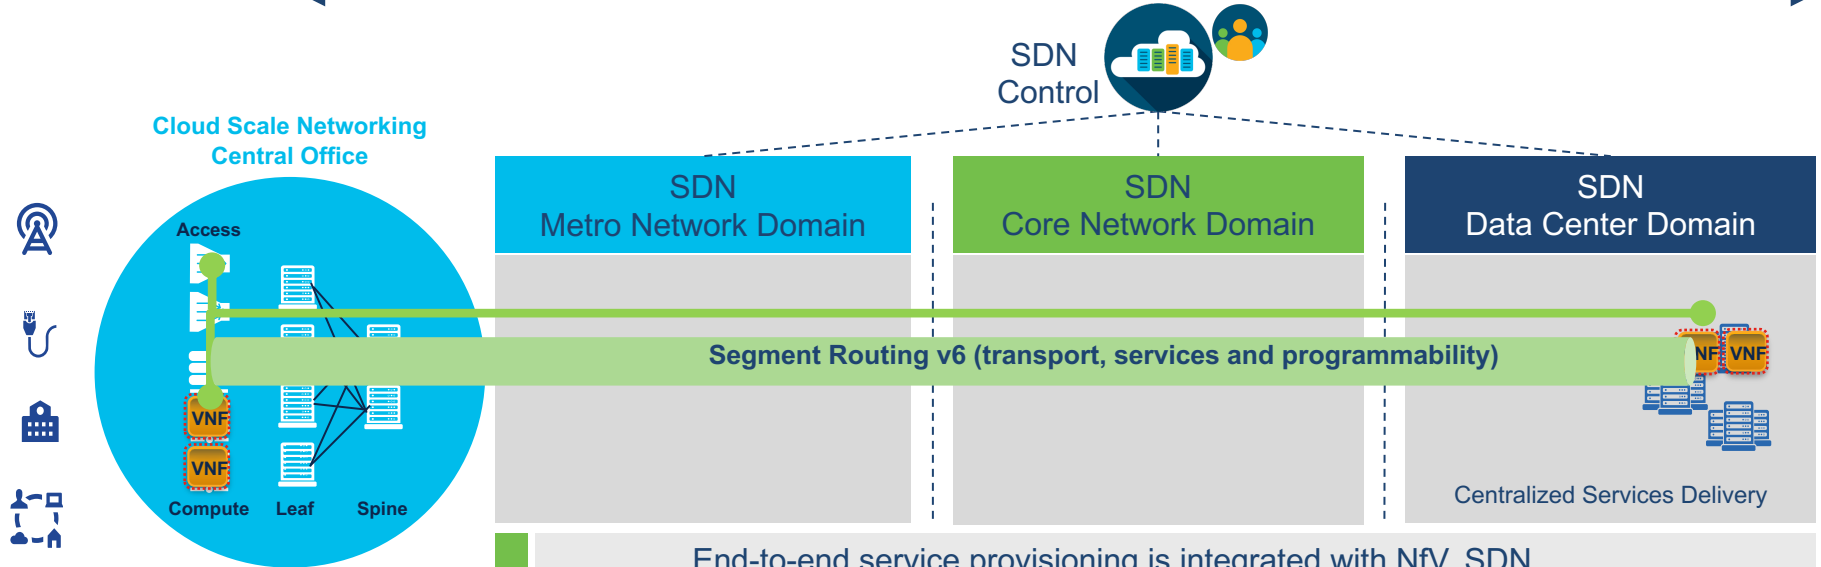 SDN
Control
Cloud Scale Networking
Central Office
SDN
Metro Network Domain
SDN
Core Network Domain
SDN
Data Center Domain
Access
Segment Routing v6 (transport, services and programmability)
NF
VNF
VNF
VNF
Compute
Leaf
Spine
Centralized Services Delivery
End-to-end service provisioning is integrated with NfV, SDN